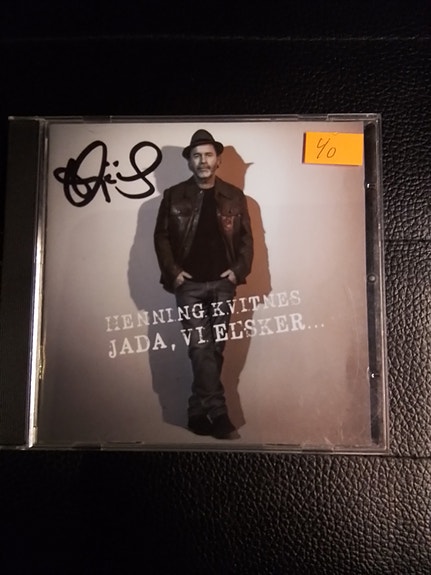 40
HENNING KVITNES
JADA, VI ELSKER...